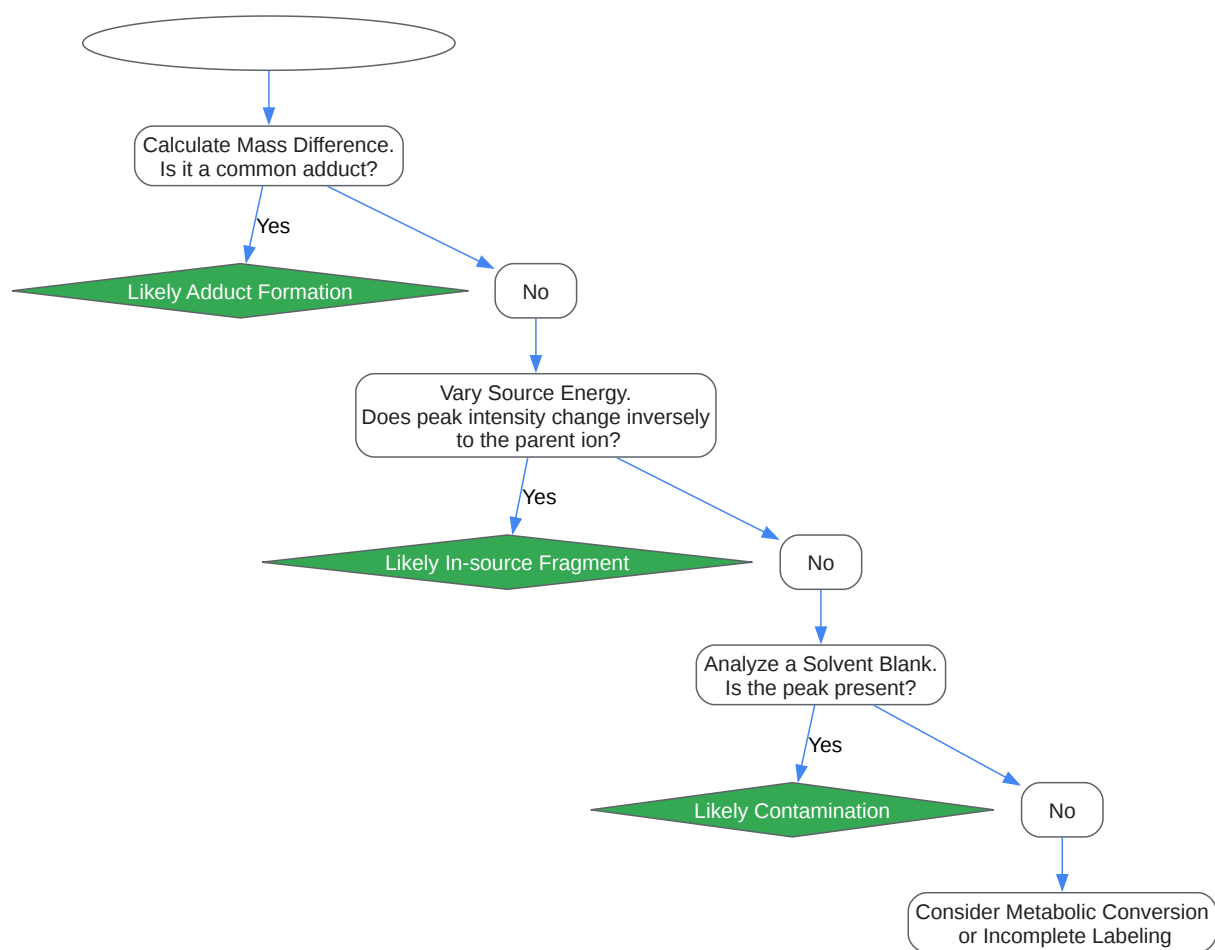 Calculate Mass Difference.
Is it a common adduct?
Yes
Likely Adduct Formation
No
Vary Source Energy.
Does peak intensity change inversely
to the parent ion?
Yes
Likely In-source Fragment
No
Analyze a Solvent Blank.
Is the peak present?
Yes
Likely Contamination
No
Consider Metabolic Conversion
or Incomplete Labeling